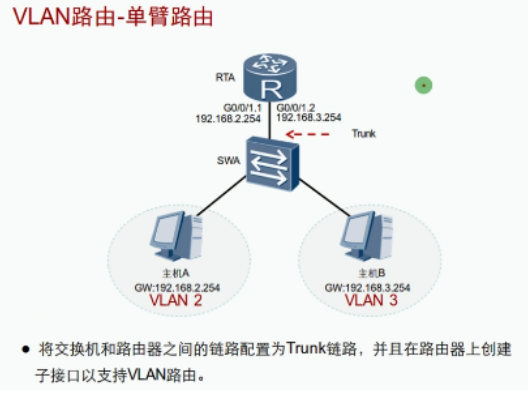 VLAN路由-单臂路由
RTA
R
G0/0/1.1 G0/0/1.2
192.168.2.254 192.168.3.254
Trunk
SWA
主机A 主机B
GW:192.168.2.254 GW:192.168.3.254
VLAN 2 VLAN 3
● 将交换机和路由器之间的链路配置为Trunk链路，并且在路由器上创建
子接口以支持VLAN路由。